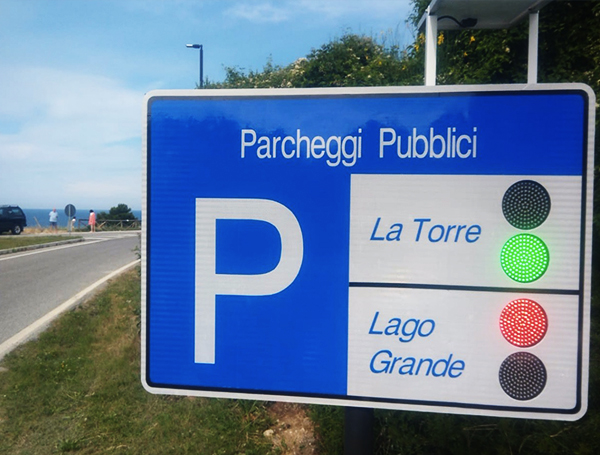 Parcheggi Pubblici
P
La Torre
Lago
Grande